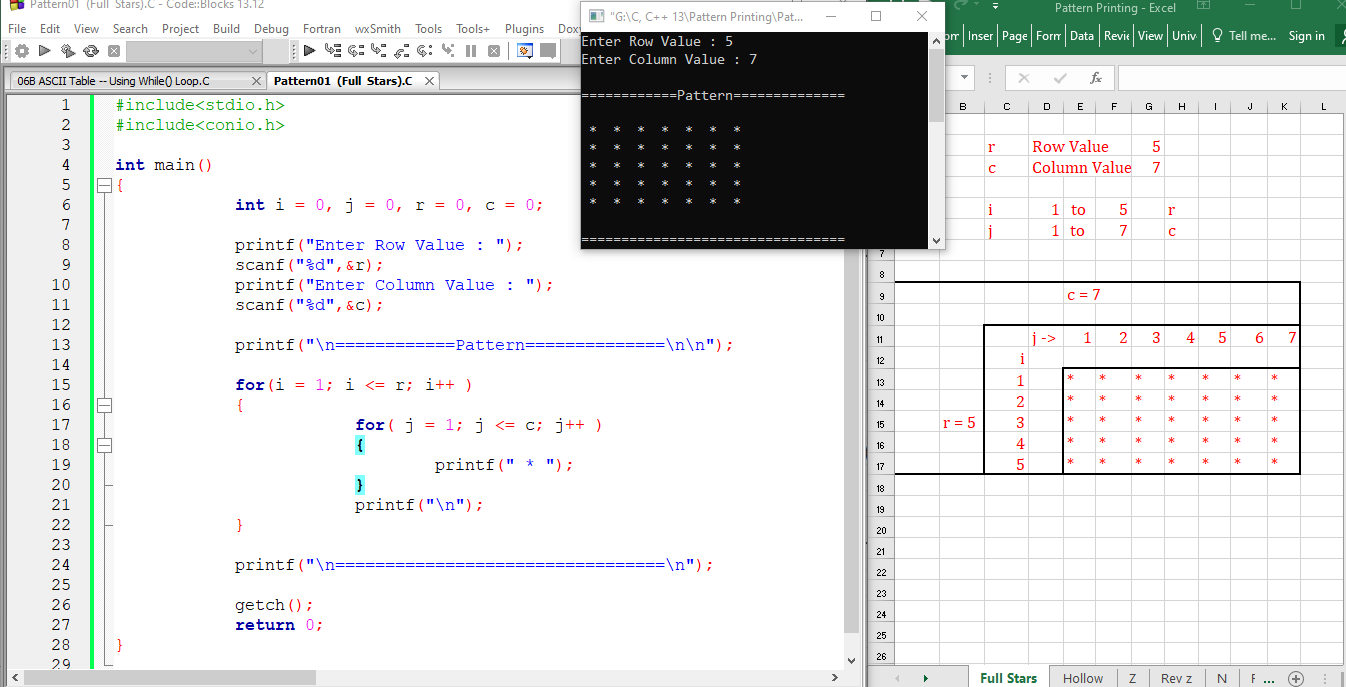 Pattern01 (Full Stars).C - Code::Blocks 13.12
File Edit View Search Project Build Debug Fortran wxSmith Tools Tools+ Plugins
06B ASCII Table -- Using While() Loop.C
Pattern01 (Full Stars).C
1 #include<stdio.h>
2 #include<conio.h>
3
4 int main()
5 {
6 int i = 0, j = 0, r = 0, c = 0;
7
8 printf("Enter Row Value : ");
9 scanf("%d",&r);
10 printf("Enter Column Value : ");
11 scanf("%d",&c);
12
13 printf("\n============Pattern==============\n\n");
14
15 for(i = 1; i <= r; i++ )
16 {
17 for( j = 1; j <= c; j++ )
18 {
19 printf(" * ");
20 }
21 printf("\n");
22 }
23
24 printf("\n=================================\n");
25
26 getch();
27 return 0;
28 }
29
"G:\C, C++ 13\Pattern Printing\Pat...
Enter Row Value : 5
Enter Column Value : 7
============Pattern==============
* * * * * * *
* * * * * * *
* * * * * * *
* * * * * * *
* * * * * * *
=================================
Pattern Printing - Excel
Inser Page Form Data Revie View Univ Tell me... Sign in
fx
B C D E F G H I J K L
r Row Value 5
c Column Value 7
i 1 to 5 r
j 1 to 7 c
7
8
9 c = 7
10
11 j -> 1 2 3 4 5 6 7
12 i
13 1 * * * * * * *
14 2 * * * * * * *
15 r = 5 3 * * * * * * *
16 4 * * * * * * *
17 5 * * * * * * *
18
19
20
21
22
23
24
25
26
Full Stars Hollow Z Rev z N ...